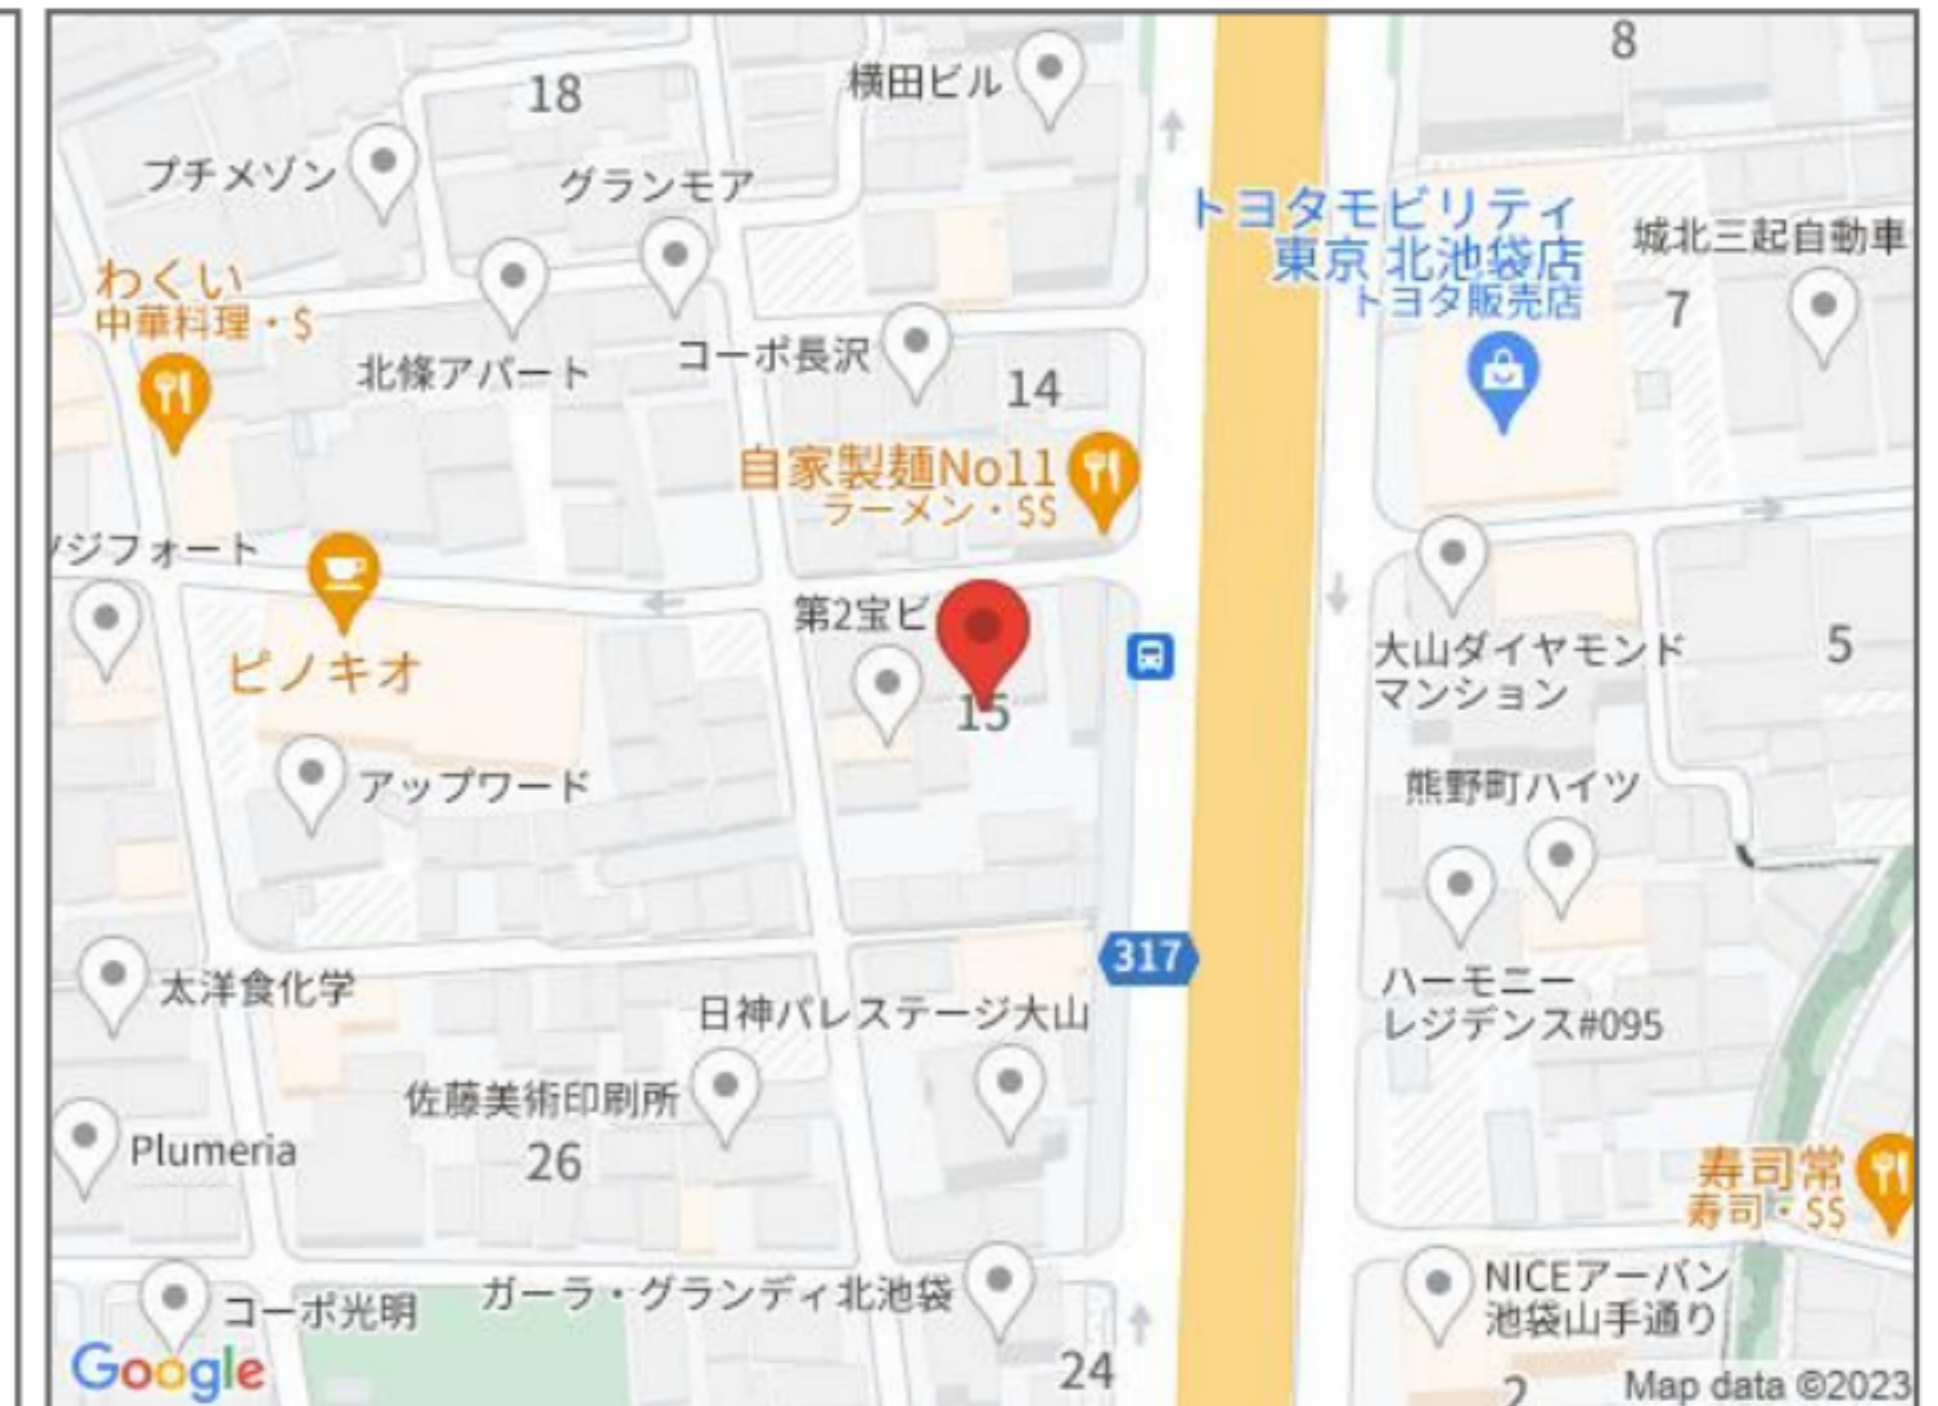 8
18
横田ビル
プチメゾン
グランモア
トヨタモビリティ
東京 北池袋店
トヨタ販売店
城北三起自動車
7
わくい
中華料理・$
北條アパート
コーポ長沢
14
自家製麺No11
ラーメン・$$
ジフォート
第2宝ビ
15
ピノキオ
大山ダイヤモンド
マンション
5
アップワード
熊野町ハイツ
317
太洋食化学
日神パレステージ大山
ハーモニー
レジデンス#095
佐藤美術印刷所
Plumeria
26
寿司常
寿司・$$
コーポ光明
ガーラ・グランディ北池袋
NICEアーバン
池袋山手通り
24
2
Google
Map data ©2023